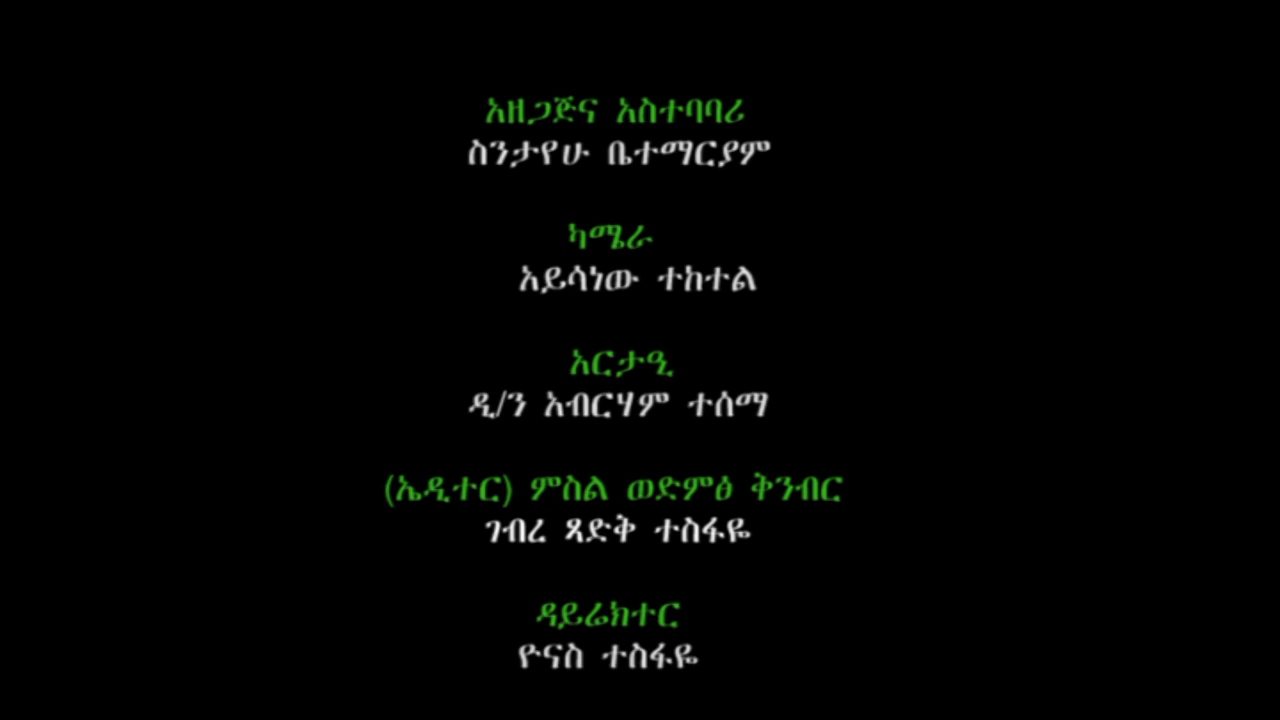 አዘጋጅና አስተባባሪ
ስንታየሁ ቤተማርያም
ካሜራ
አይሳነው ተከተል
አርታዒ
ዲ/ን አብርሃም ተሰማ
(ኤዲተር) ምስል ወድምፅ ቅንብር
ገብረ ጻድቅ ተስፋዬ
ዳይሬክተር
ዮናስ ተስፋዬ